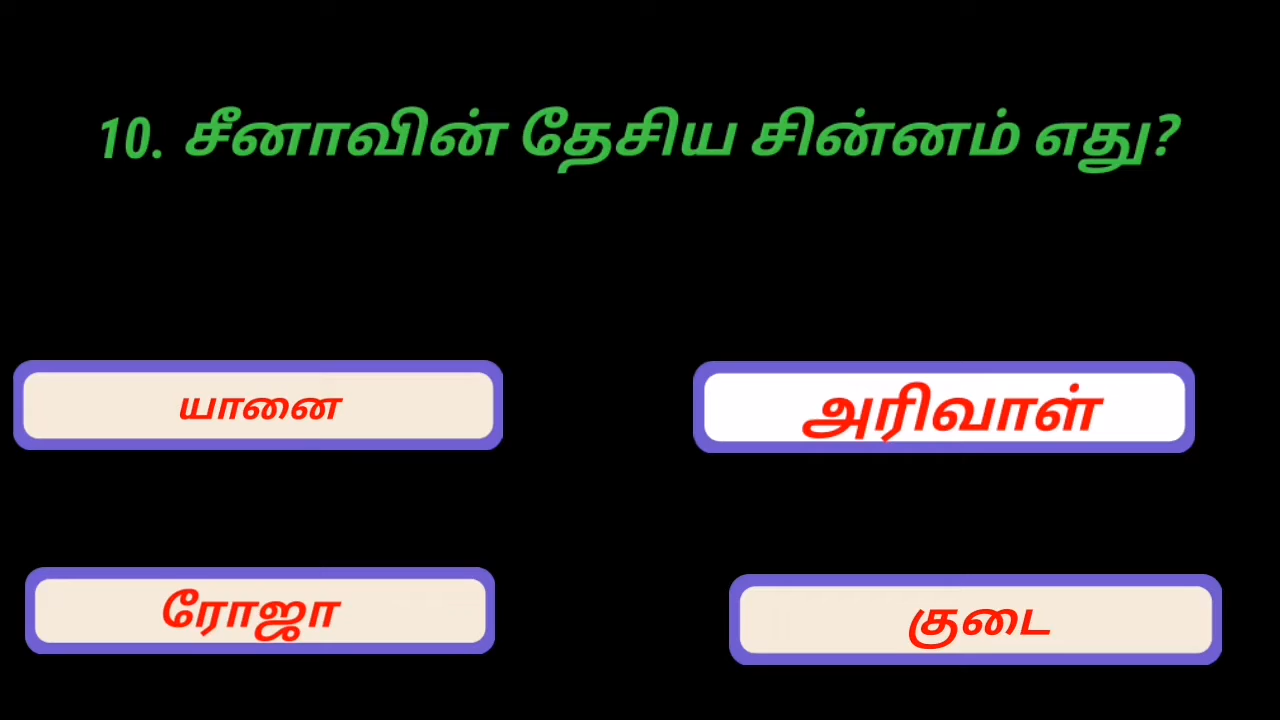 10. சீனாவின் தேசிய சின்னம் எது?
யானை
அரிவாள்
ரோஜா
குடை